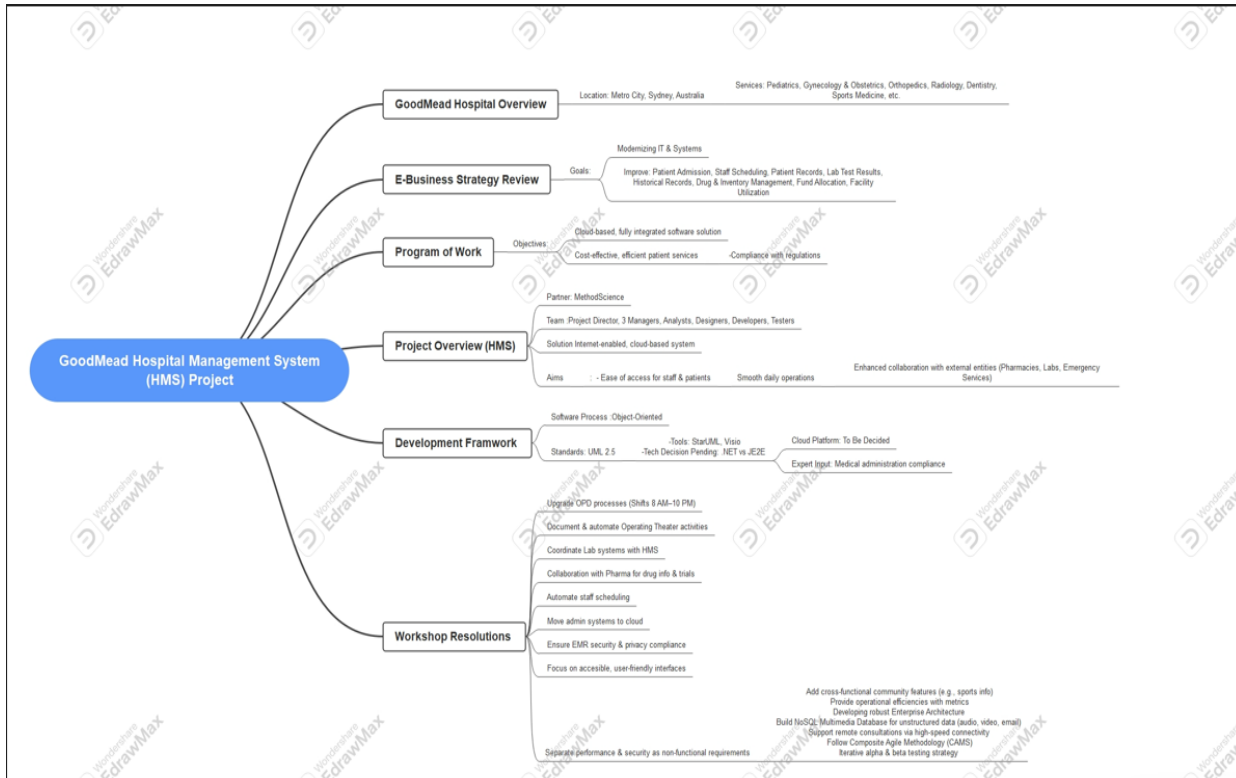 GoodMead Hospital Management System
(HMS) Project
GoodMead Hospital Overview
Location: Metro City, Sydney, Australia
Services: Pediatrics, Gynecology & Obstetrics, Orthopedics, Radiology, Dentistry,
Sports Medicine, etc.
E-Business Strategy Review
Goals:
Modernizing IT & Systems
Improve: Patient Admission, Staff Scheduling, Patient Records, Lab Test Results,
Historical Records, Drug & Inventory Management, Fund Allocation, Facility
Utilization
Program of Work
Objectives:
Cloud-based, fully integrated software solution
Cost-effective, efficient patient services
-Compliance with regulations
Project Overview (HMS)
Partner: MethodScience
Team :Project Director, 3 Managers, Analysts, Designers, Developers, Testers
Solution Internet-enabled, cloud-based system
Aims : - Ease of access for staff & patients
Smooth daily operations
Enhanced collaboration with external entities (Pharmacies, Labs, Emergency
Services)
Development Framwork
Software Process :Object-Oriented
Standards: UML 2.5
-Tools: StarUML, Visio
-Tech Decision Pending: .NET vs JE2E
Cloud Platform: To Be Decided
Expert Input: Medical administration compliance
Workshop Resolutions
Upgrade OPD processes (Shifts 8 AM–10 PM)
Document & automate Operating Theater activities
Coordinate Lab systems with HMS
Collaboration with Pharma for drug info & trials
Automate staff scheduling
Move admin systems to cloud
Ensure EMR security & privacy compliance
Focus on accesible, user-friendly interfaces
Separate performance & security as non-functional requirements
Add cross-functional community features (e.g., sports info)
Provide operational efficiencies with metrics
Developing robust Enterprise Architecture
Build NoSQL Multimedia Database for unstructured data (audio, video, email)
Support remote consultations via high-speed connectivity
Follow Composite Agile Methodology (CAMS)
Iterative alpha & beta testing strategy
Wondershare
EdrawMax